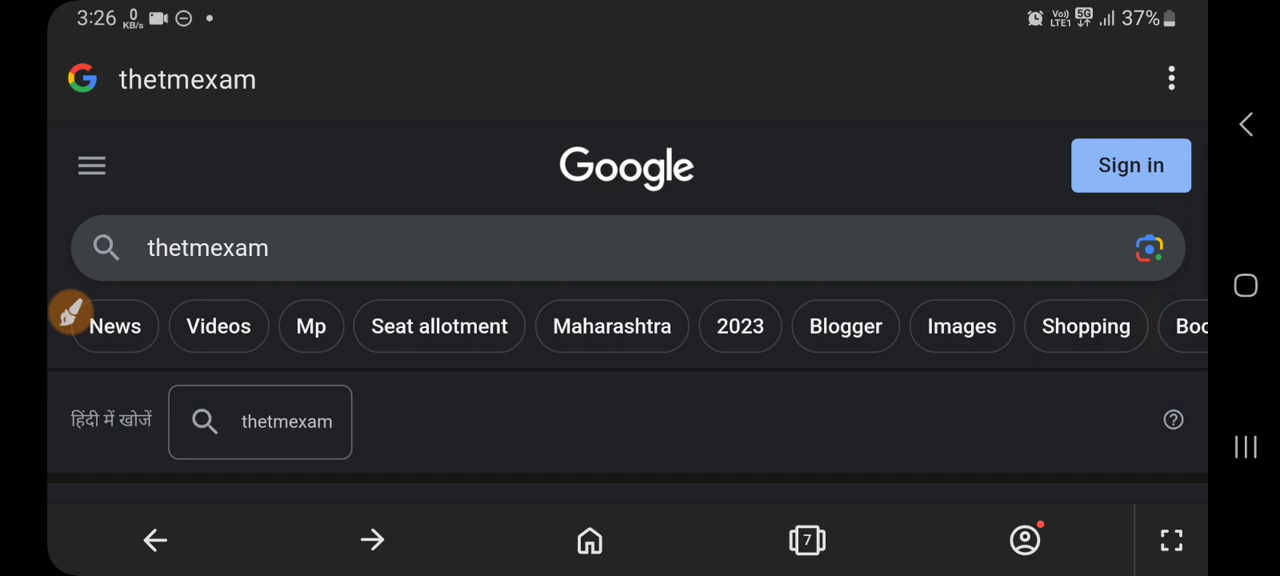 3:26 0 KB/s Vo) LTE1 5G 37%
thetmexam
Google Sign in
thetmexam
News Videos Mp Seat allotment Maharashtra 2023 Blogger Images Shopping Boo
हिंदी में खोजें thetmexam
7